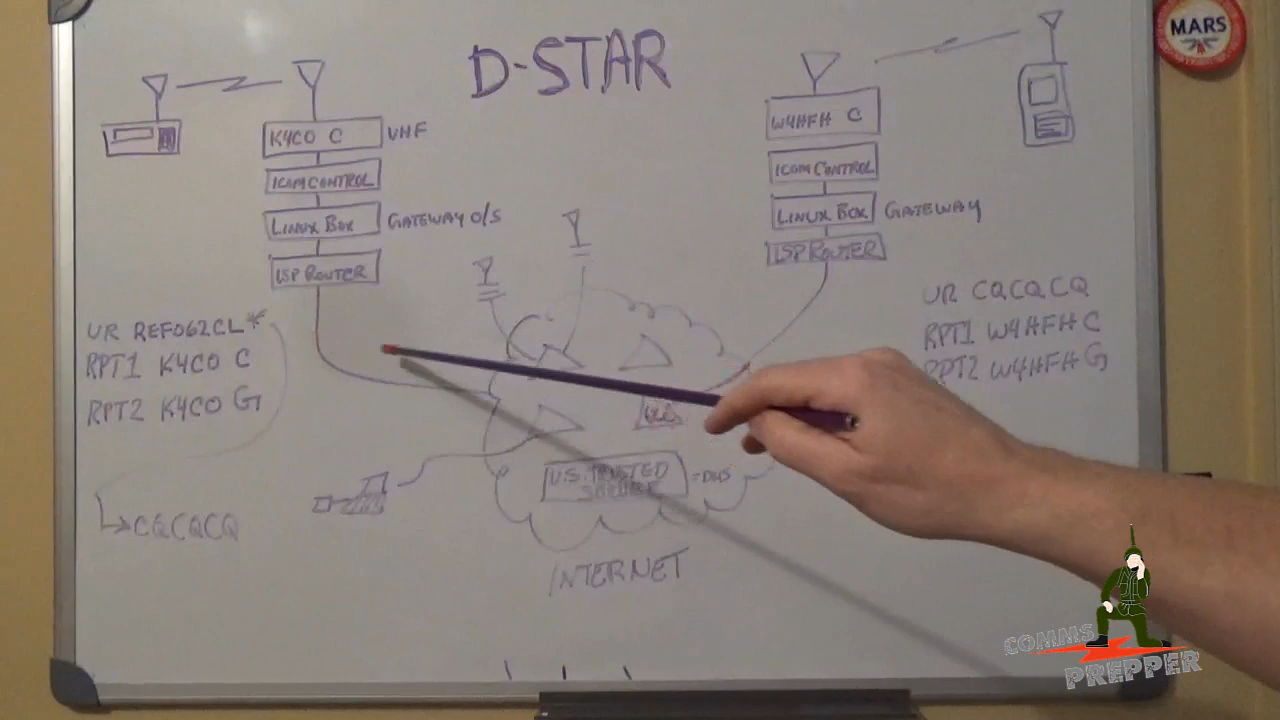 D-STAR
MARS
K4CO C
VHF
ICOM CONTROL
LINUX BOX
GATEWAY O/S
ISP ROUTER
W4HFH C
ICOM CONTROL
LINUX BOX
GATEWAY
ISP ROUTER
UR REF062CL*
RPT1 K4CO C
RPT2 K4CO G
CQCQCQ
UR CQCQCQ
RPT1 W4HFH C
RPT2 W4HFH G
U.S. TRUSTED
SERVER
=DNS
INTERNET
COMMS
PREPPER